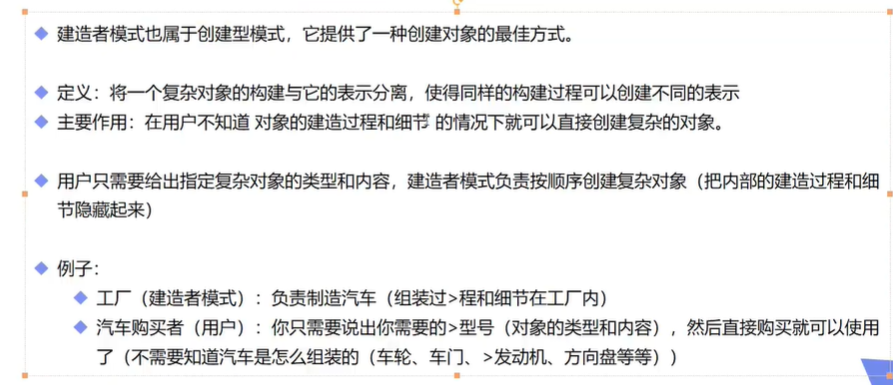 建造者模式也属于创建型模式，它提供了一种创建对象的最佳方式。
定义：将一个复杂对象的构建与它的表示分离，使得同样的构建过程可以创建不同的表示
主要作用：在用户不知道 对象的建造过程和细节 的情况下就可以直接创建复杂的对象。
用户只需要给出指定复杂对象的类型和内容，建造者模式负责按顺序创建复杂对象（把内部的建造过程和细
节隐藏起来）
例子：
工厂（建造者模式）：负责制造汽车（组装过>程和细节在工厂内）
汽车购买者（用户）：你只需要说出你需要的>型号（对象的类型和内容），然后直接购买就可以使用
了（不需要知道汽车是怎么组装的（车轮、车门、>发动机、方向盘等等））